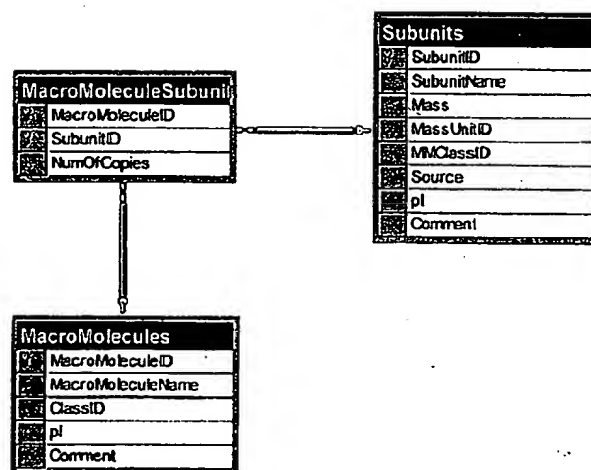 Subunits
SubunitID
SubunitName
Mass
MassUnitID
MMClassID
Source
pI
Comment
MacroMoleculeSubunit
MacroMoleculeID
SubunitID
NumOfCopies
MacroMolecules
MacroMoleculeID
MacroMoleculeName
ClassID
pI
Comment